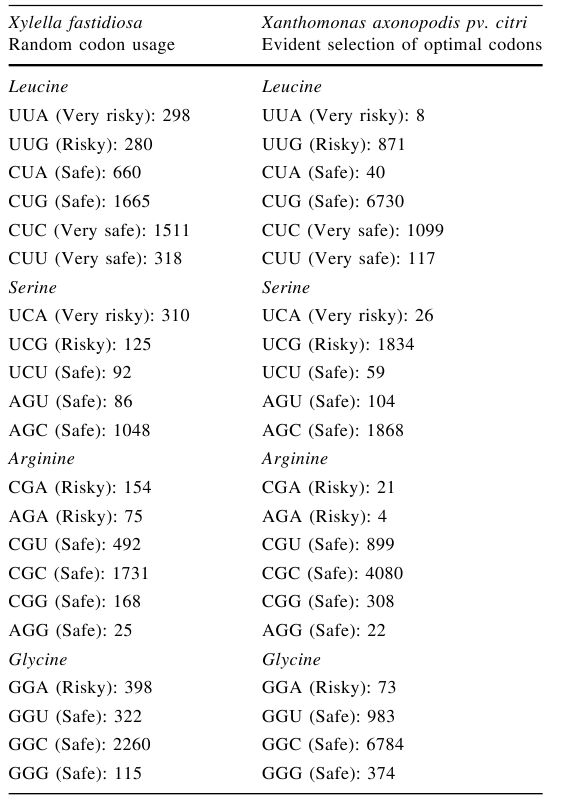 Xylella fastidiosa Xanthomonas axonopodis pv. citri
Random codon usage Evident selection of optimal codons
Leucine Leucine
UUA (Very risky): 298 UUA (Very risky): 8
UUG (Risky): 280 UUG (Risky): 871
CUA (Safe): 660 CUA (Safe): 40
CUG (Safe): 1665 CUG (Safe): 6730
CUC (Very safe): 1511 CUC (Very safe): 1099
CUU (Very safe): 318 CUU (Very safe): 117
Serine Serine
UCA (Very risky): 310 UCA (Very risky): 26
UCG (Risky): 125 UCG (Risky): 1834
UCU (Safe): 92 UCU (Safe): 59
AGU (Safe): 86 AGU (Safe): 104
AGC (Safe): 1048 AGC (Safe): 1868
Arginine Arginine
CGA (Risky): 154 CGA (Risky): 21
AGA (Risky): 75 AGA (Risky): 4
CGU (Safe): 492 CGU (Safe): 899
CGC (Safe): 1731 CGC (Safe): 4080
CGG (Safe): 168 CGG (Safe): 308
AGG (Safe): 25 AGG (Safe): 22
Glycine Glycine
GGA (Risky): 398 GGA (Risky): 73
GGU (Safe): 322 GGU (Safe): 983
GGC (Safe): 2260 GGC (Safe): 6784
GGG (Safe): 115 GGG (Safe): 374